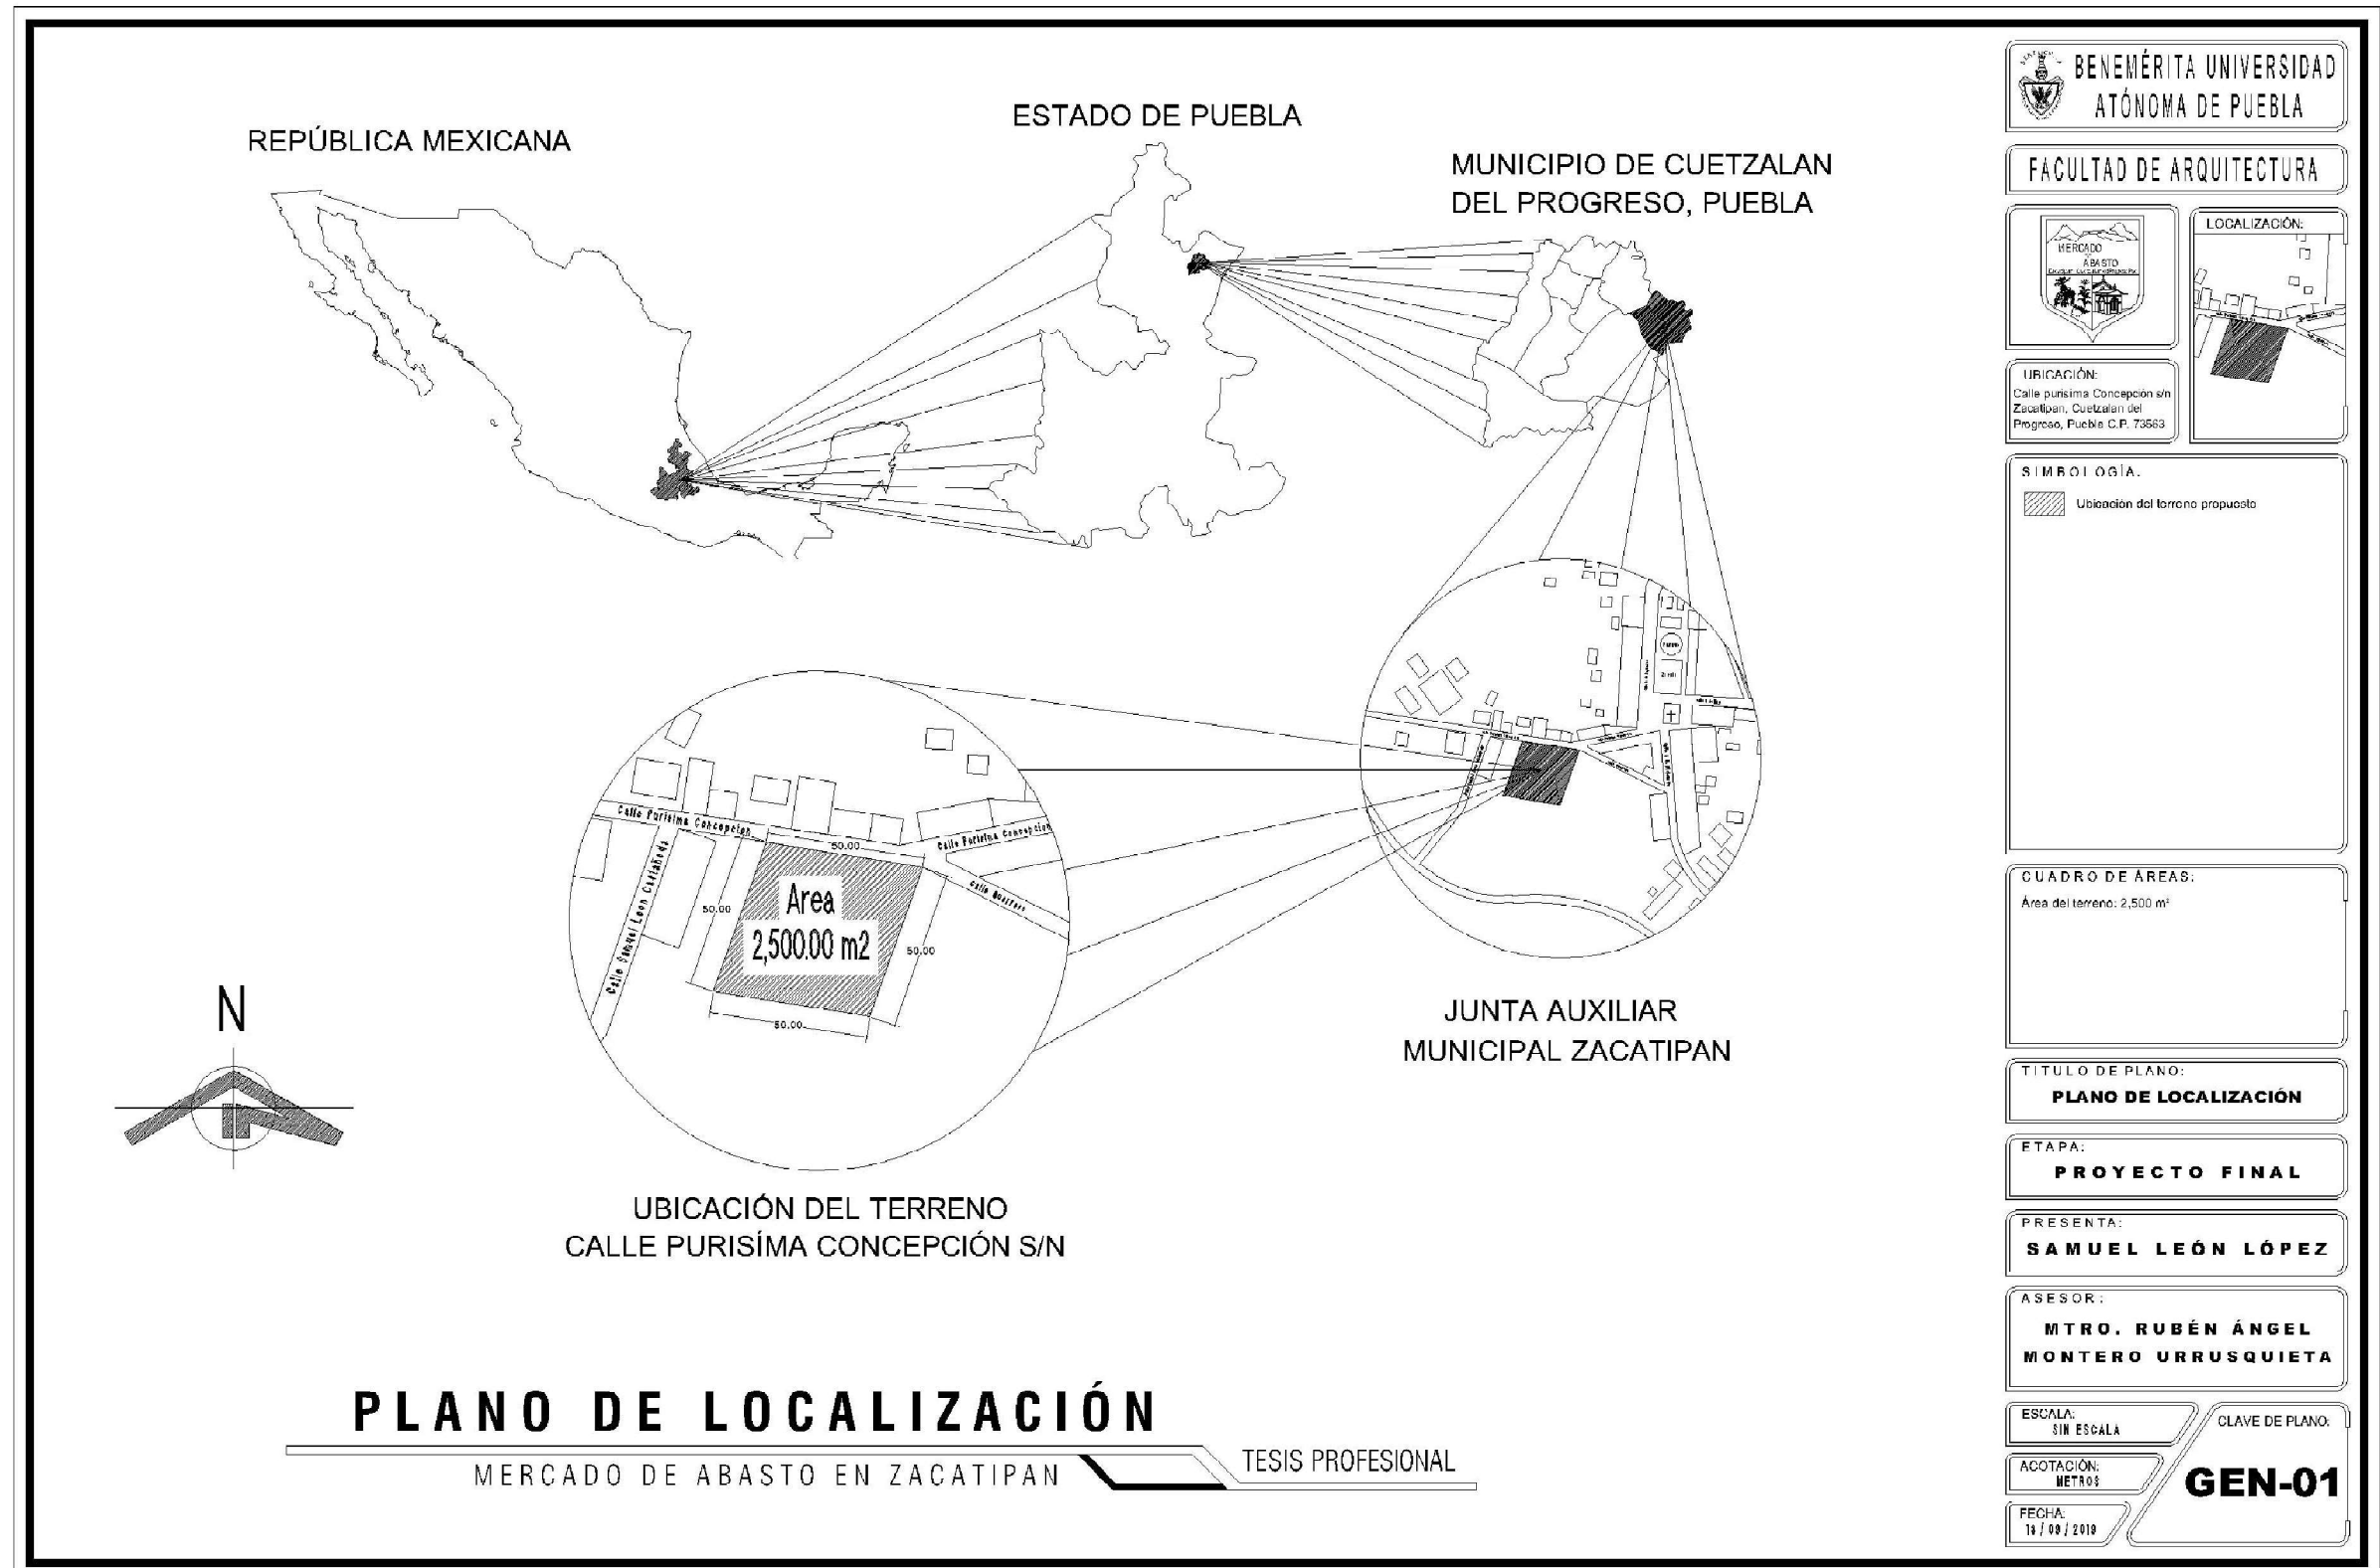 REPÚBLICA MEXICANA
ESTADO DE PUEBLA
MUNICIPIO DE CUETZALAN
DEL PROGRESO, PUEBLA
Calle Purisima Concepcion
Calle Purisima Concepcion
Calle Samuel Leon Castañeda
50.00
50.00
50.00
50.00
Area
2,500.00 m2
N
JUNTA AUXILIAR
MUNICIPAL ZACATIPAN
UBICACIÓN DEL TERRENO
CALLE PURISÍMA CONCEPCIÓN S/N
PLANO DE LOCALIZACIÓN
MERCADO DE ABASTO EN ZACATIPAN
TESIS PROFESIONAL
BENEMÉRITA UNIVERSIDAD
ATÓNOMA DE PUEBLA
FACULTAD DE ARQUITECTURA
MERCADO
ABASTO
LOCALIZACIÓN:
UBICACIÓN:
Calle purisima Concepción s/n
Zacatipan, Cuetzalan del
Progreso, Puebla C.P. 73563
SIMBOLOGÍA.
Ubicación del terreno propuesto
CUADRO DE ÁREAS:
Área del terreno: 2,500 m²
TITULO DE PLANO:
PLANO DE LOCALIZACIÓN
ETAPA:
PROYECTO FINAL
PRESENTA:
SAMUEL LEÓN LÓPEZ
ASESOR:
MTRO. RUBÉN ÁNGEL
MONTERO URRUSQUIETA
ESCALA:
SIN ESCALA
ACOTACIÓN:
METROS
FECHA:
/ 09 / 2019
CLAVE DE PLANO:
GEN-01